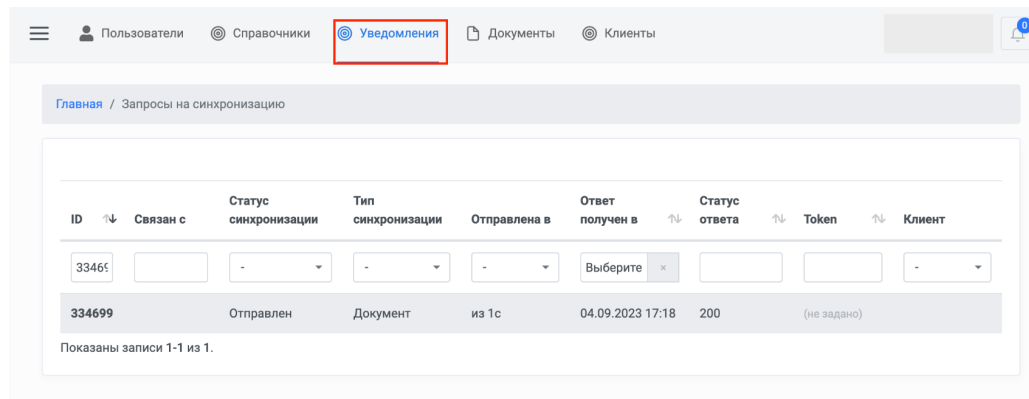 Пользователи Справочники Уведомления Документы Клиенты 0
Главная / Запросы на синхронизацию
ID Связан с Статус синхронизации Тип синхронизации Отправлена в Ответ получен в Статус ответа Token Клиент
33469 - - - Выберите × -
334699 Отправлен Документ из 1с 04.09.2023 17:18 200 (не задано)
Показаны записи 1-1 из 1.